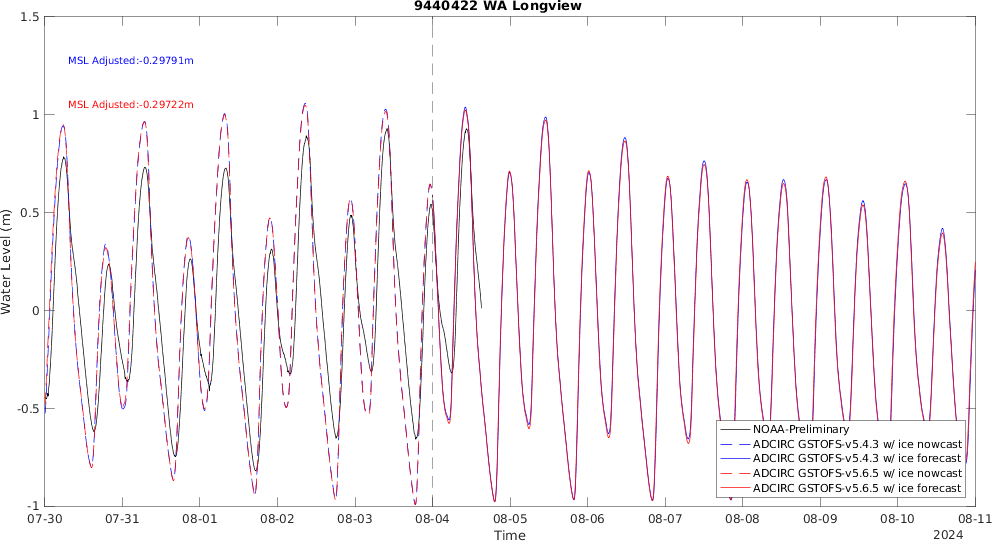 9440422 WA Longview
1.5
MSL Adjusted:-0.29791m
MSL Adjusted:-0.29722m
1
0.5
Water Level (m)
0
-0.5
-1
NOAA-Preliminary
ADCIRC GSTOFS-v5.4.3 w/ ice nowcast
ADCIRC GSTOFS-v5.4.3 w/ ice forecast
ADCIRC GSTOFS-v5.6.5 w/ ice nowcast
ADCIRC GSTOFS-v5.6.5 w/ ice forecast
07-30 07-31 08-01 08-02 08-03 08-04 08-05 08-06 08-07 08-08 08-09 08-10 08-11
Time
2024